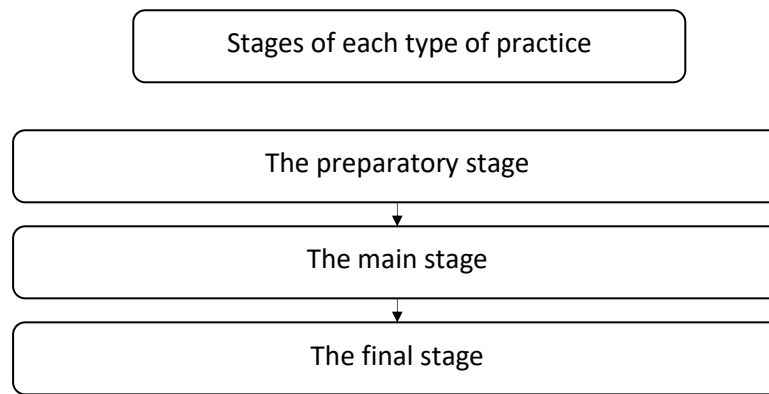 Stages of each type of practice
The preparatory stage
The main stage
The final stage